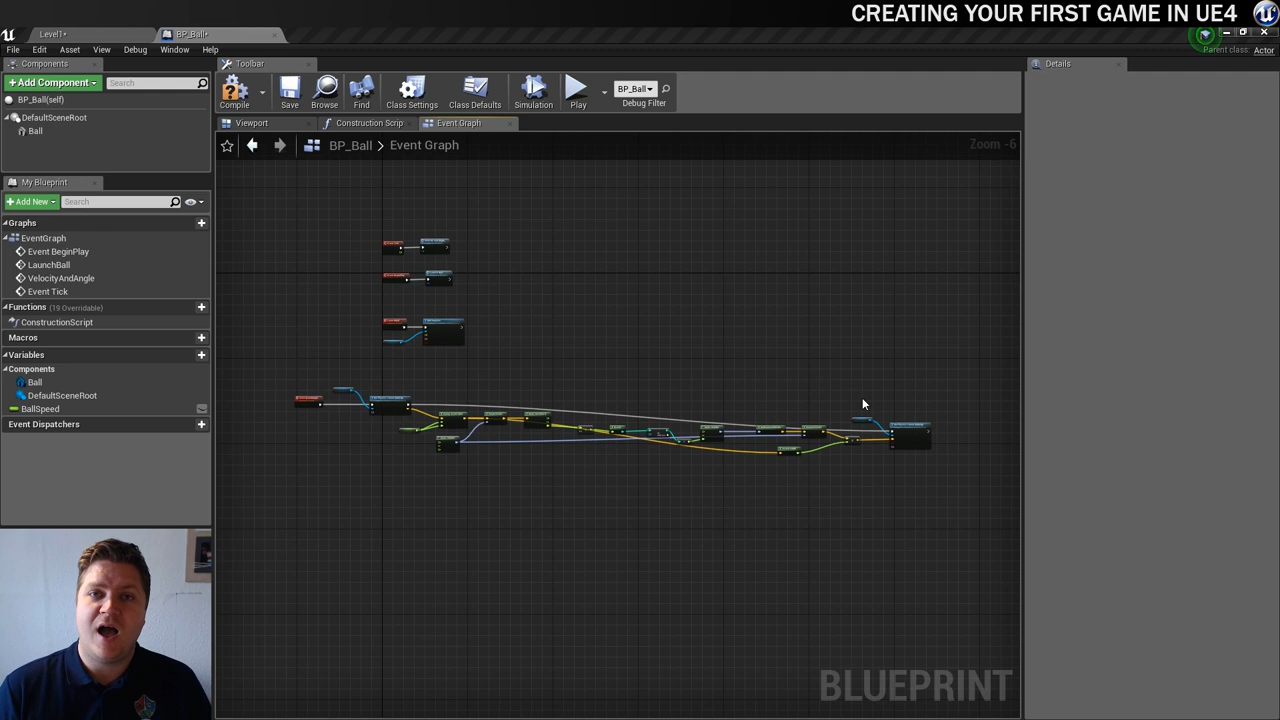 CREATING YOUR FIRST GAME IN UE4
Level1*
BP_Ball*
File Edit Asset View Debug Window Help
Parent class: Actor
Components
Toolbar
Details
+Add Component
Search
Compile
Save
Browse
Find
Class Settings
Class Defaults
Simulation
Play
BP_Ball
Debug Filter
BP_Ball(self)
DefaultSceneRoot
Ball
Viewport
Construction Scrip
Event Graph
BP_Ball > Event Graph
Zoom -6
My Blueprint
+Add New
Search
Graphs
EventGraph
Event BeginPlay
LaunchBall
VelocityAndAngle
Event Tick
Functions (19 Overridable)
ConstructionScript
Macros
Variables
Components
Ball
DefaultSceneRoot
BallSpeed
Event Dispatchers
BLUEPRINT